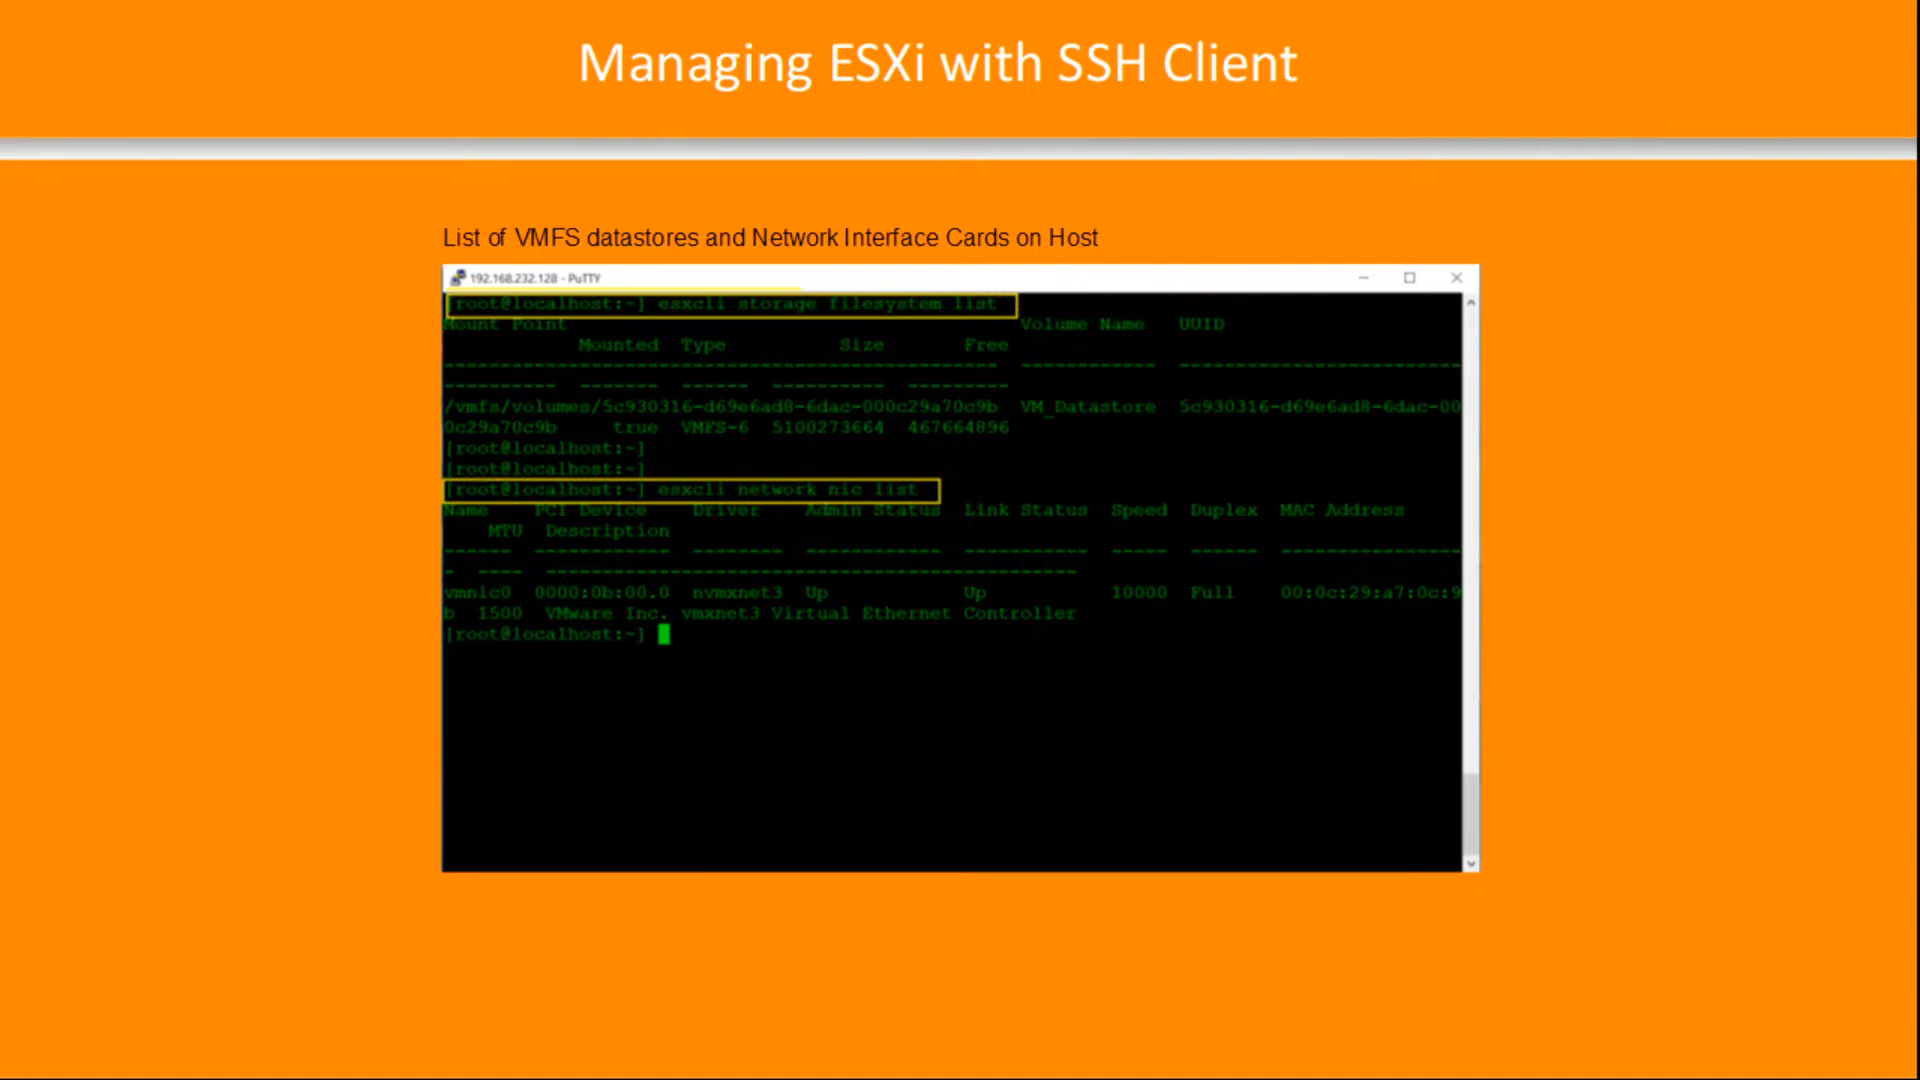 Managing ESXi with SSH Client
List of VMFS datastores and Network Interface Cards on Host
192.168.232.128 - PuTTY
[root@localhost:~] esxcli storage filesystem list
Mount Point Volume Name UUID
Mounted Type Size Free
------------------------------------------------- ------------ -------------------------
---------- ------- ------ ---------- ---------
/vmfs/volumes/5c930316-d69e6ad8-6dac-000c29a70c9b VM_Datastore 5c930316-d69e6ad8-6dac-00
0c29a70c9b true VMFS-6 5100273664 467664896
[root@localhost:~]
[root@localhost:~]
[root@localhost:~] esxcli network nic list
Name PCI Device Driver Admin Status Link Status Speed Duplex MAC Address
MTU Description
------ ------------ -------- ------------ ----------- ----- ------ ----------------
- ---- -----------------------------------------------
vmnic0 0000:0b:00.0 nvmxnet3 Up Up 10000 Full 00:0c:29:a7:0c:9
b 1500 VMware Inc. vmxnet3 Virtual Ethernet Controller
[root@localhost:~]